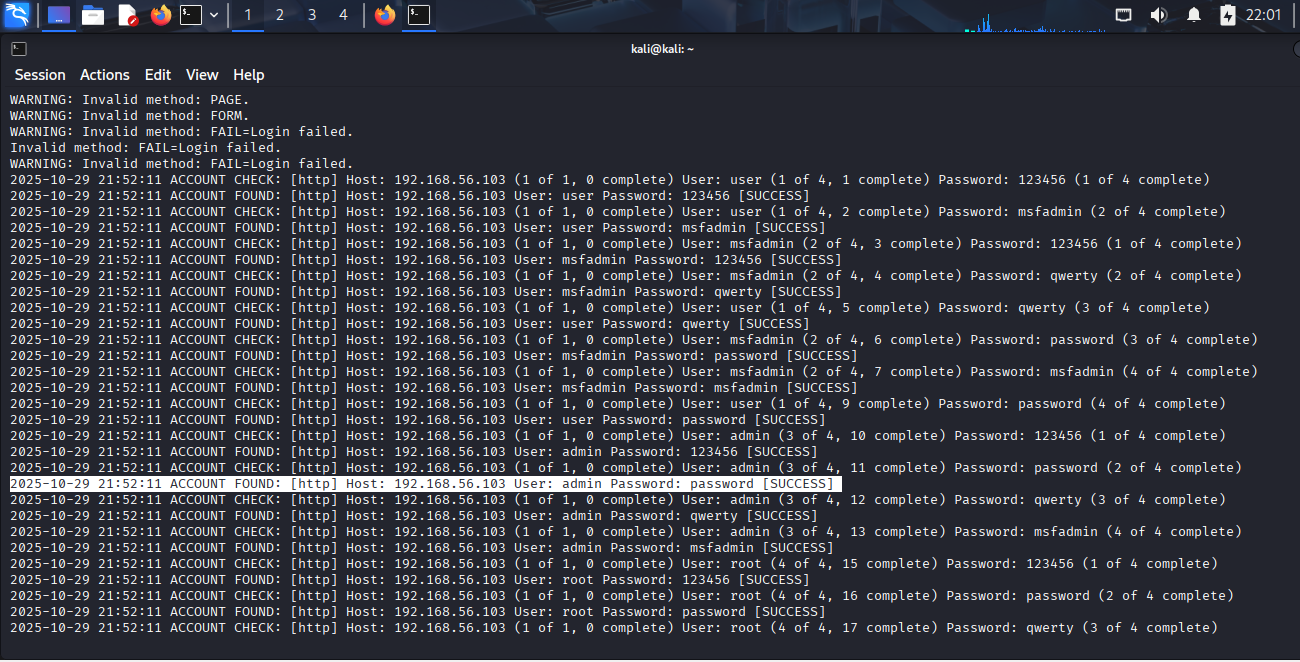 1 2 3 4 22:01
kali@kali: ~
Session Actions Edit View Help
WARNING: Invalid method: PAGE.
WARNING: Invalid method: FORM.
WARNING: Invalid method: FAIL=Login failed.
Invalid method: FAIL=Login failed.
WARNING: Invalid method: FAIL=Login failed.
2025-10-29 21:52:11 ACCOUNT CHECK: [http] Host: 192.168.56.103 (1 of 1, 0 complete) User: user (1 of 4, 1 complete) Password: 123456 (1 of 4 complete)
2025-10-29 21:52:11 ACCOUNT FOUND: [http] Host: 192.168.56.103 User: user Password: 123456 [SUCCESS]
2025-10-29 21:52:11 ACCOUNT CHECK: [http] Host: 192.168.56.103 (1 of 1, 0 complete) User: user (1 of 4, 2 complete) Password: msfadmin (2 of 4 complete)
2025-10-29 21:52:11 ACCOUNT FOUND: [http] Host: 192.168.56.103 User: user Password: msfadmin [SUCCESS]
2025-10-29 21:52:11 ACCOUNT CHECK: [http] Host: 192.168.56.103 (1 of 1, 0 complete) User: msfadmin (2 of 4, 3 complete) Password: 123456 (1 of 4 complete)
2025-10-29 21:52:11 ACCOUNT FOUND: [http] Host: 192.168.56.103 User: msfadmin Password: 123456 [SUCCESS]
2025-10-29 21:52:11 ACCOUNT CHECK: [http] Host: 192.168.56.103 (1 of 1, 0 complete) User: msfadmin (2 of 4, 4 complete) Password: qwerty (2 of 4 complete)
2025-10-29 21:52:11 ACCOUNT FOUND: [http] Host: 192.168.56.103 User: msfadmin Password: qwerty [SUCCESS]
2025-10-29 21:52:11 ACCOUNT CHECK: [http] Host: 192.168.56.103 (1 of 1, 0 complete) User: user (1 of 4, 5 complete) Password: qwerty (3 of 4 complete)
2025-10-29 21:52:11 ACCOUNT FOUND: [http] Host: 192.168.56.103 User: user Password: qwerty [SUCCESS]
2025-10-29 21:52:11 ACCOUNT CHECK: [http] Host: 192.168.56.103 (1 of 1, 0 complete) User: msfadmin (2 of 4, 6 complete) Password: password (3 of 4 complete)
2025-10-29 21:52:11 ACCOUNT FOUND: [http] Host: 192.168.56.103 User: msfadmin Password: password [SUCCESS]
2025-10-29 21:52:11 ACCOUNT CHECK: [http] Host: 192.168.56.103 (1 of 1, 0 complete) User: msfadmin (2 of 4, 7 complete) Password: msfadmin (4 of 4 complete)
2025-10-29 21:52:11 ACCOUNT FOUND: [http] Host: 192.168.56.103 User: msfadmin Password: msfadmin [SUCCESS]
2025-10-29 21:52:11 ACCOUNT CHECK: [http] Host: 192.168.56.103 (1 of 1, 0 complete) User: user (1 of 4, 9 complete) Password: password (4 of 4 complete)
2025-10-29 21:52:11 ACCOUNT FOUND: [http] Host: 192.168.56.103 User: user Password: password [SUCCESS]
2025-10-29 21:52:11 ACCOUNT CHECK: [http] Host: 192.168.56.103 (1 of 1, 0 complete) User: admin (3 of 4, 10 complete) Password: 123456 (1 of 4 complete)
2025-10-29 21:52:11 ACCOUNT FOUND: [http] Host: 192.168.56.103 User: admin Password: 123456 [SUCCESS]
2025-10-29 21:52:11 ACCOUNT CHECK: [http] Host: 192.168.56.103 (1 of 1, 0 complete) User: admin (3 of 4, 11 complete) Password: password (2 of 4 complete)
2025-10-29 21:52:11 ACCOUNT FOUND: [http] Host: 192.168.56.103 User: admin Password: password [SUCCESS]
2025-10-29 21:52:11 ACCOUNT CHECK: [http] Host: 192.168.56.103 (1 of 1, 0 complete) User: admin (3 of 4, 12 complete) Password: qwerty (3 of 4 complete)
2025-10-29 21:52:11 ACCOUNT FOUND: [http] Host: 192.168.56.103 User: admin Password: qwerty [SUCCESS]
2025-10-29 21:52:11 ACCOUNT CHECK: [http] Host: 192.168.56.103 (1 of 1, 0 complete) User: admin (3 of 4, 13 complete) Password: msfadmin (4 of 4 complete)
2025-10-29 21:52:11 ACCOUNT FOUND: [http] Host: 192.168.56.103 User: admin Password: msfadmin [SUCCESS]
2025-10-29 21:52:11 ACCOUNT CHECK: [http] Host: 192.168.56.103 (1 of 1, 0 complete) User: root (4 of 4, 15 complete) Password: 123456 (1 of 4 complete)
2025-10-29 21:52:11 ACCOUNT FOUND: [http] Host: 192.168.56.103 User: root Password: 123456 [SUCCESS]
2025-10-29 21:52:11 ACCOUNT CHECK: [http] Host: 192.168.56.103 (1 of 1, 0 complete) User: root (4 of 4, 16 complete) Password: password (2 of 4 complete)
2025-10-29 21:52:11 ACCOUNT FOUND: [http] Host: 192.168.56.103 User: root Password: password [SUCCESS]
2025-10-29 21:52:11 ACCOUNT CHECK: [http] Host: 192.168.56.103 (1 of 1, 0 complete) User: root (4 of 4, 17 complete) Password: qwerty (3 of 4 complete)